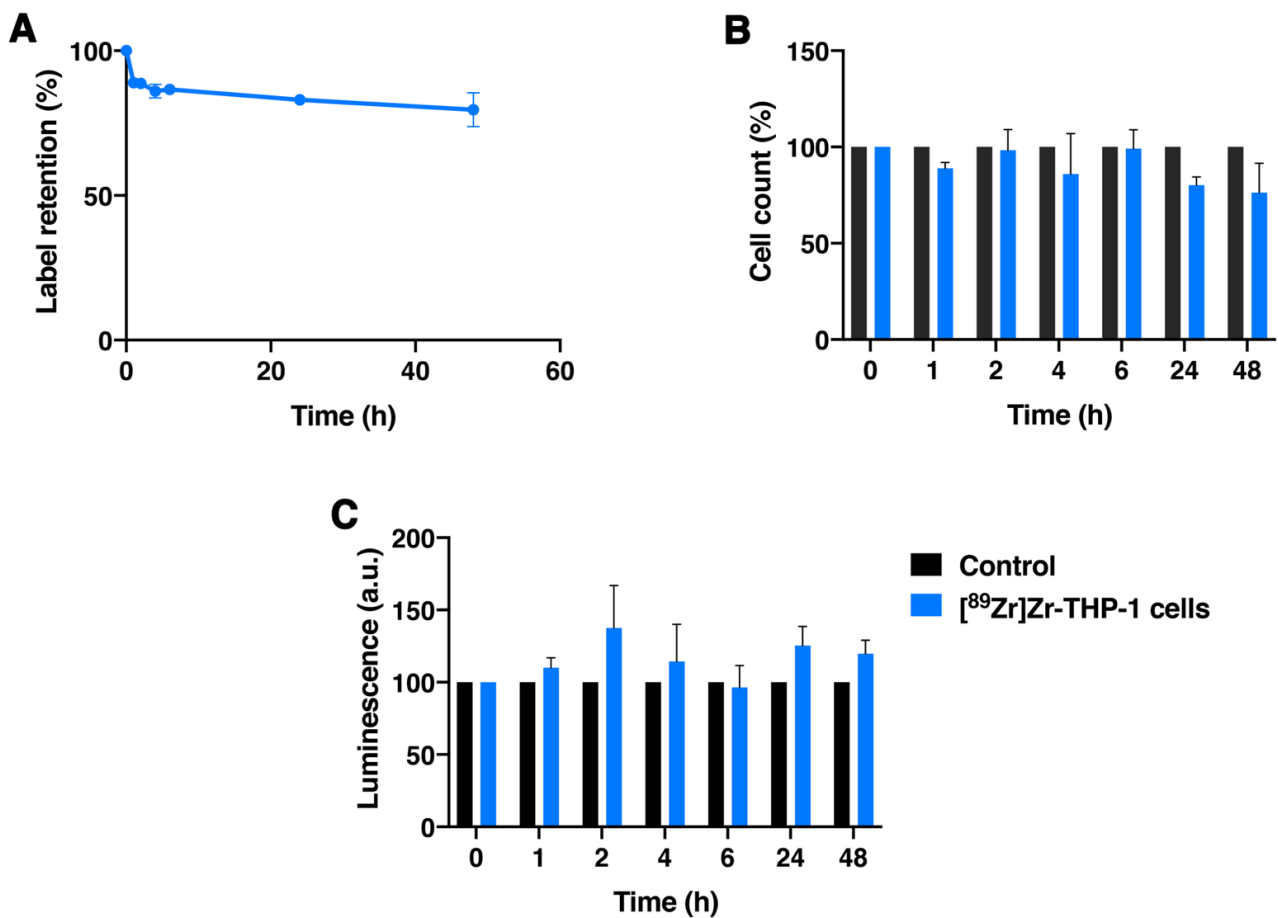 A
Label retention (%)
100
50
0
0 20 40 60
Time (h)
B
Cell count (%)
150
100
50
0
0 1 2 4 6 24 48
Time (h)
C
Luminescence (a.u.)
200
150
100
50
0
0 1 2 4 6 24 48
Time (h)
Control
[⁸⁹Zr]Zr-THP-1 cells